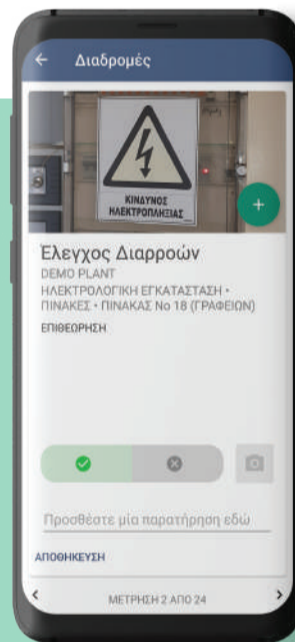 Διαδρομές
ΚΙΝΔΥΝΟΣ
ΗΛΕΚΤΡΟΠΛΗΞΙΑΣ
Έλεγχος Διαρροών
DEMO PLANT
ΗΛΕΚΤΡΟΛΟΓΙΚΗ ΕΓΚΑΤΑΣΤΑΣΗ •
ΠΙΝΑΚΕΣ • ΠΙΝΑΚΑΣ Νο 18 (ΓΡΑΦΕΙΩΝ)
ΕΠΙΘΕΩΡΗΣΗ
Προσθέστε μία παρατήρηση εδώ
ΑΠΟΘΗΚΕΥΣΗ
ΜΕΤΡΗΣΗ 2 ΑΠΟ 24